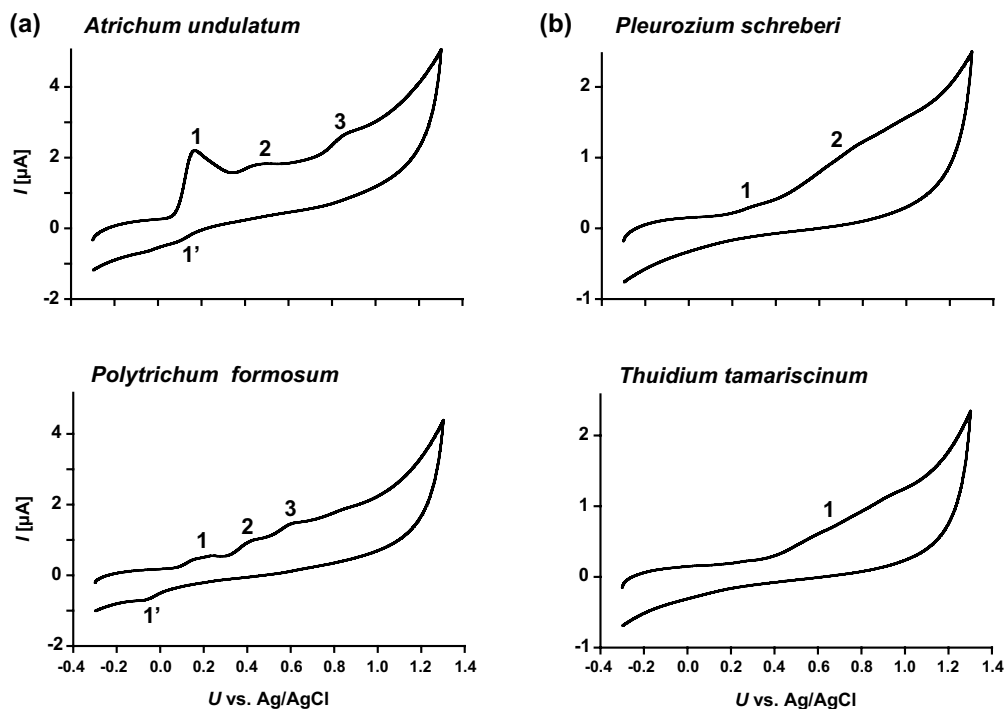 (a) Atrichum undulatum
4
2
0
-2
I [µA]
1
2
3
1’
(b) Pleurozium schreberi
2
1
0
-1
1
2
Polytrichum formosum
4
2
0
-2
I [µA]
1
2
3
1’
-0.4 -0.2 0.0 0.2 0.4 0.6 0.8 1.0 1.2 1.4
U vs. Ag/AgCl
Thuidium tamariscinum
2
1
0
-1
1
-0.4 -0.2 0.0 0.2 0.4 0.6 0.8 1.0 1.2 1.4
U vs. Ag/AgCl